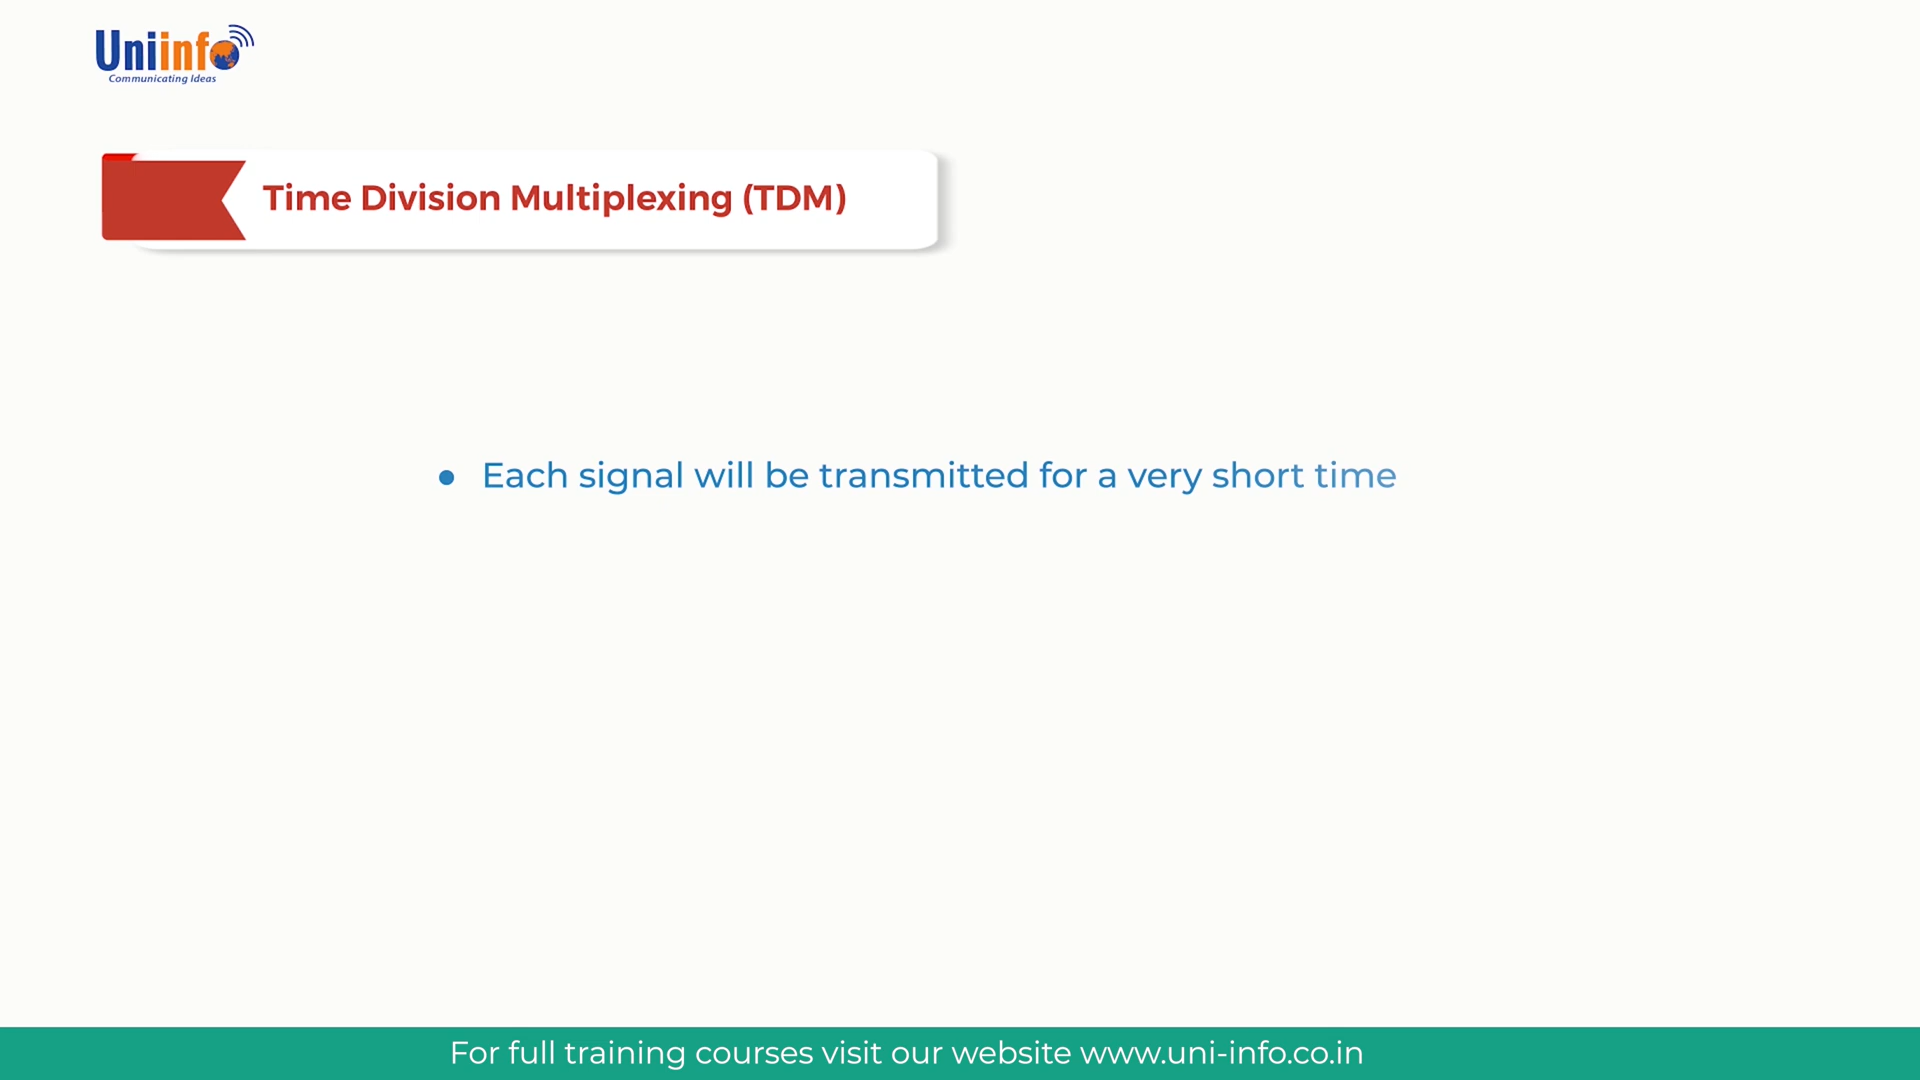 Uniinfo
Communicating Ideas
Time Division Multiplexing (TDM)
● Each signal will be transmitted for a very short time
For full training courses visit our website www.uni-info.co.in